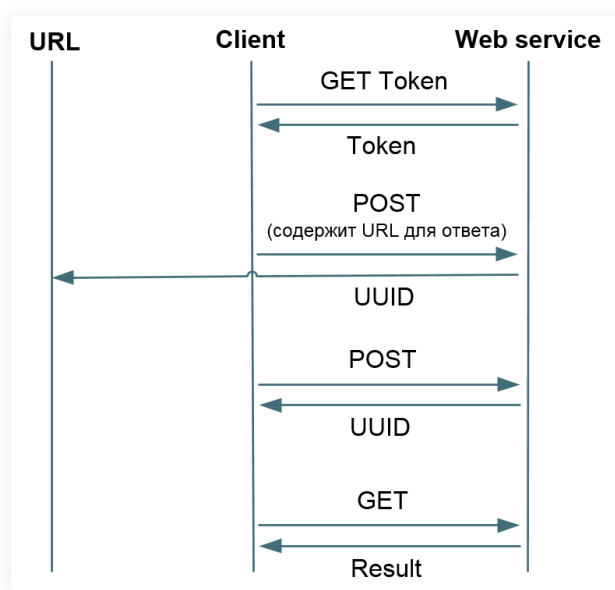 URL Client Web service
GET Token
Token
POST
(содержит URL для ответа)
UUID
POST
UUID
GET
Result